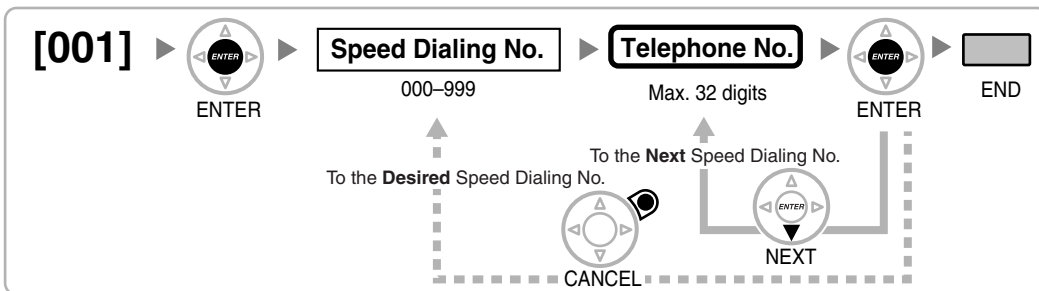 [001] ENTER Speed Dialing No. Telephone No. ENTER
000–999 Max. 32 digits END
ENTER ENTER
To the Next Speed Dialing No.
To the Desired Speed Dialing No.
ENTER
NEXT
CANCEL